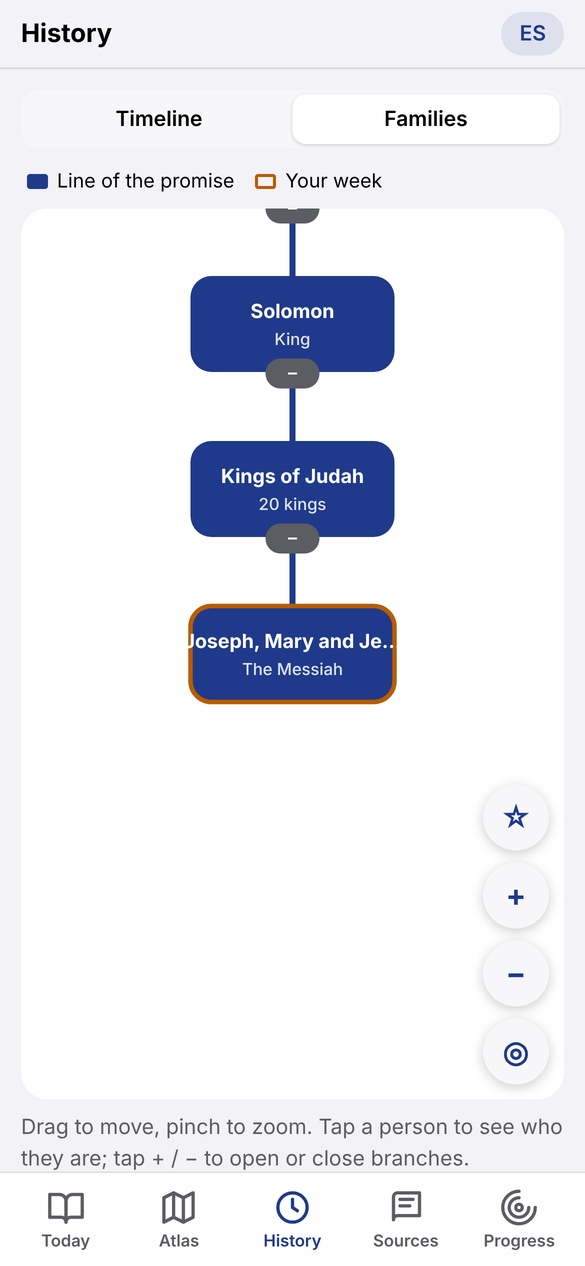 History
ES
Timeline
Families
Line of the promise
Your week
−
Solomon
King
−
Kings of Judah
20 kings
−
Joseph, Mary and Je..
The Messiah
+
−
Drag to move, pinch to zoom. Tap a person to see who
they are; tap + / − to open or close branches.
Today
Atlas
History
Sources
Progress